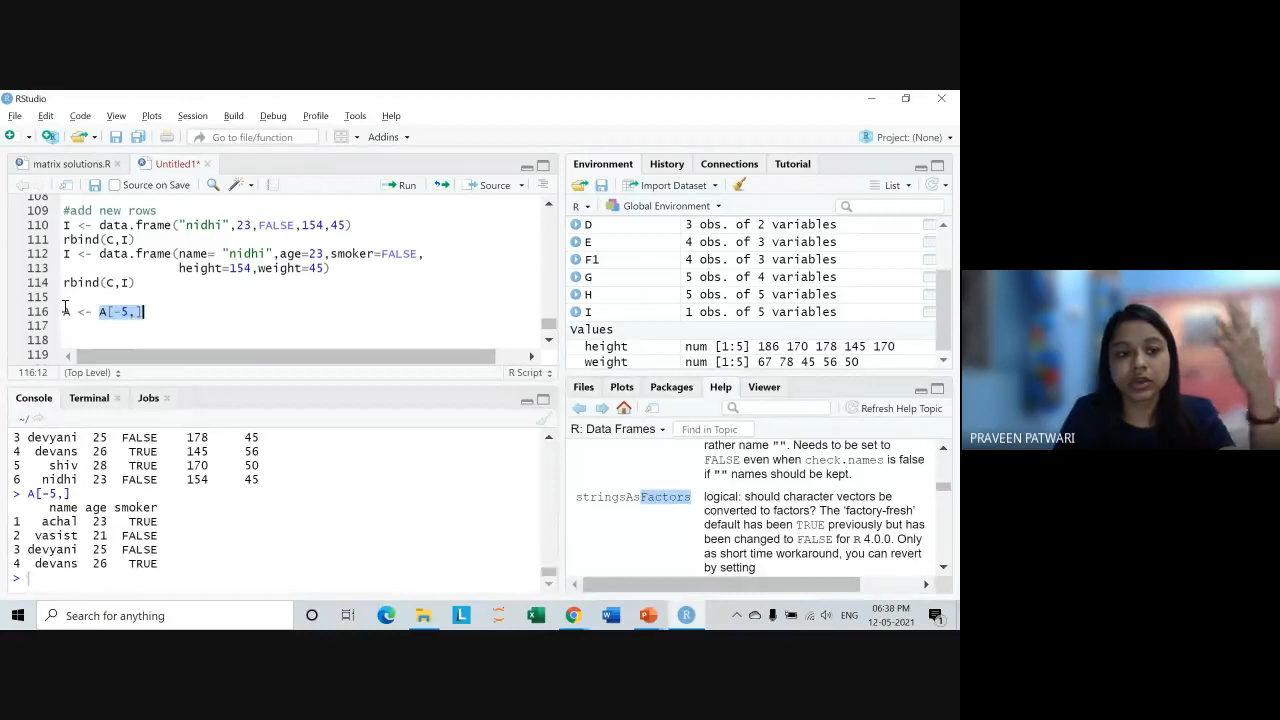 RStudio
File Edit Code View Plots Session Build Debug Profile Tools Help
Go to file/function Addins Project: (None)
matrix solutions.R Untitled1*
Source on Save Run Source
108
109 #add new rows
110 I <- data.frame("nidhi",23,FALSE,154,45)
111 rbind(C,I)
112 I <- data.frame(name= "nidhi",age=23,smoker=FALSE,
113 height=154,weight=45)
114 rbind(C,I)
115
116 A <- A[-5,]
117
118
119
116:12 (Top Level) R Script
Console Terminal Jobs
~/
3 devyani 25 FALSE 178 45
4 devans 26 TRUE 145 56
5 shiv 28 TRUE 170 50
6 nidhi 23 FALSE 154 45
> A[-5,]
name age smoker
1 achal 23 TRUE
2 vasist 21 FALSE
3 devyani 25 FALSE
4 devans 26 TRUE
>
Environment History Connections Tutorial
Import Dataset List
R Global Environment
D 3 obs. of 2 variables
E 4 obs. of 3 variables
F1 4 obs. of 3 variables
G 5 obs. of 4 variables
H 5 obs. of 5 variables
I 1 obs. of 5 variables
Values
height num [1:5] 186 170 178 145 170
weight num [1:5] 67 78 45 56 50
Files Plots Packages Help Viewer
Refresh Help Topic
R: Data Frames Find in Topic
rather name "". Needs to be set to
FALSE even when check.names is false
if "" names should be kept.
stringsAsFactors logical: should character vectors be
converted to factors? The 'factory-fresh'
default has been TRUE previously but has
been changed to FALSE for R 4.0.0. Only
as short time workaround, you can revert
by setting
PRAVEEN PATWARI
Search for anything
ENG
06:38 PM
12-05-2021